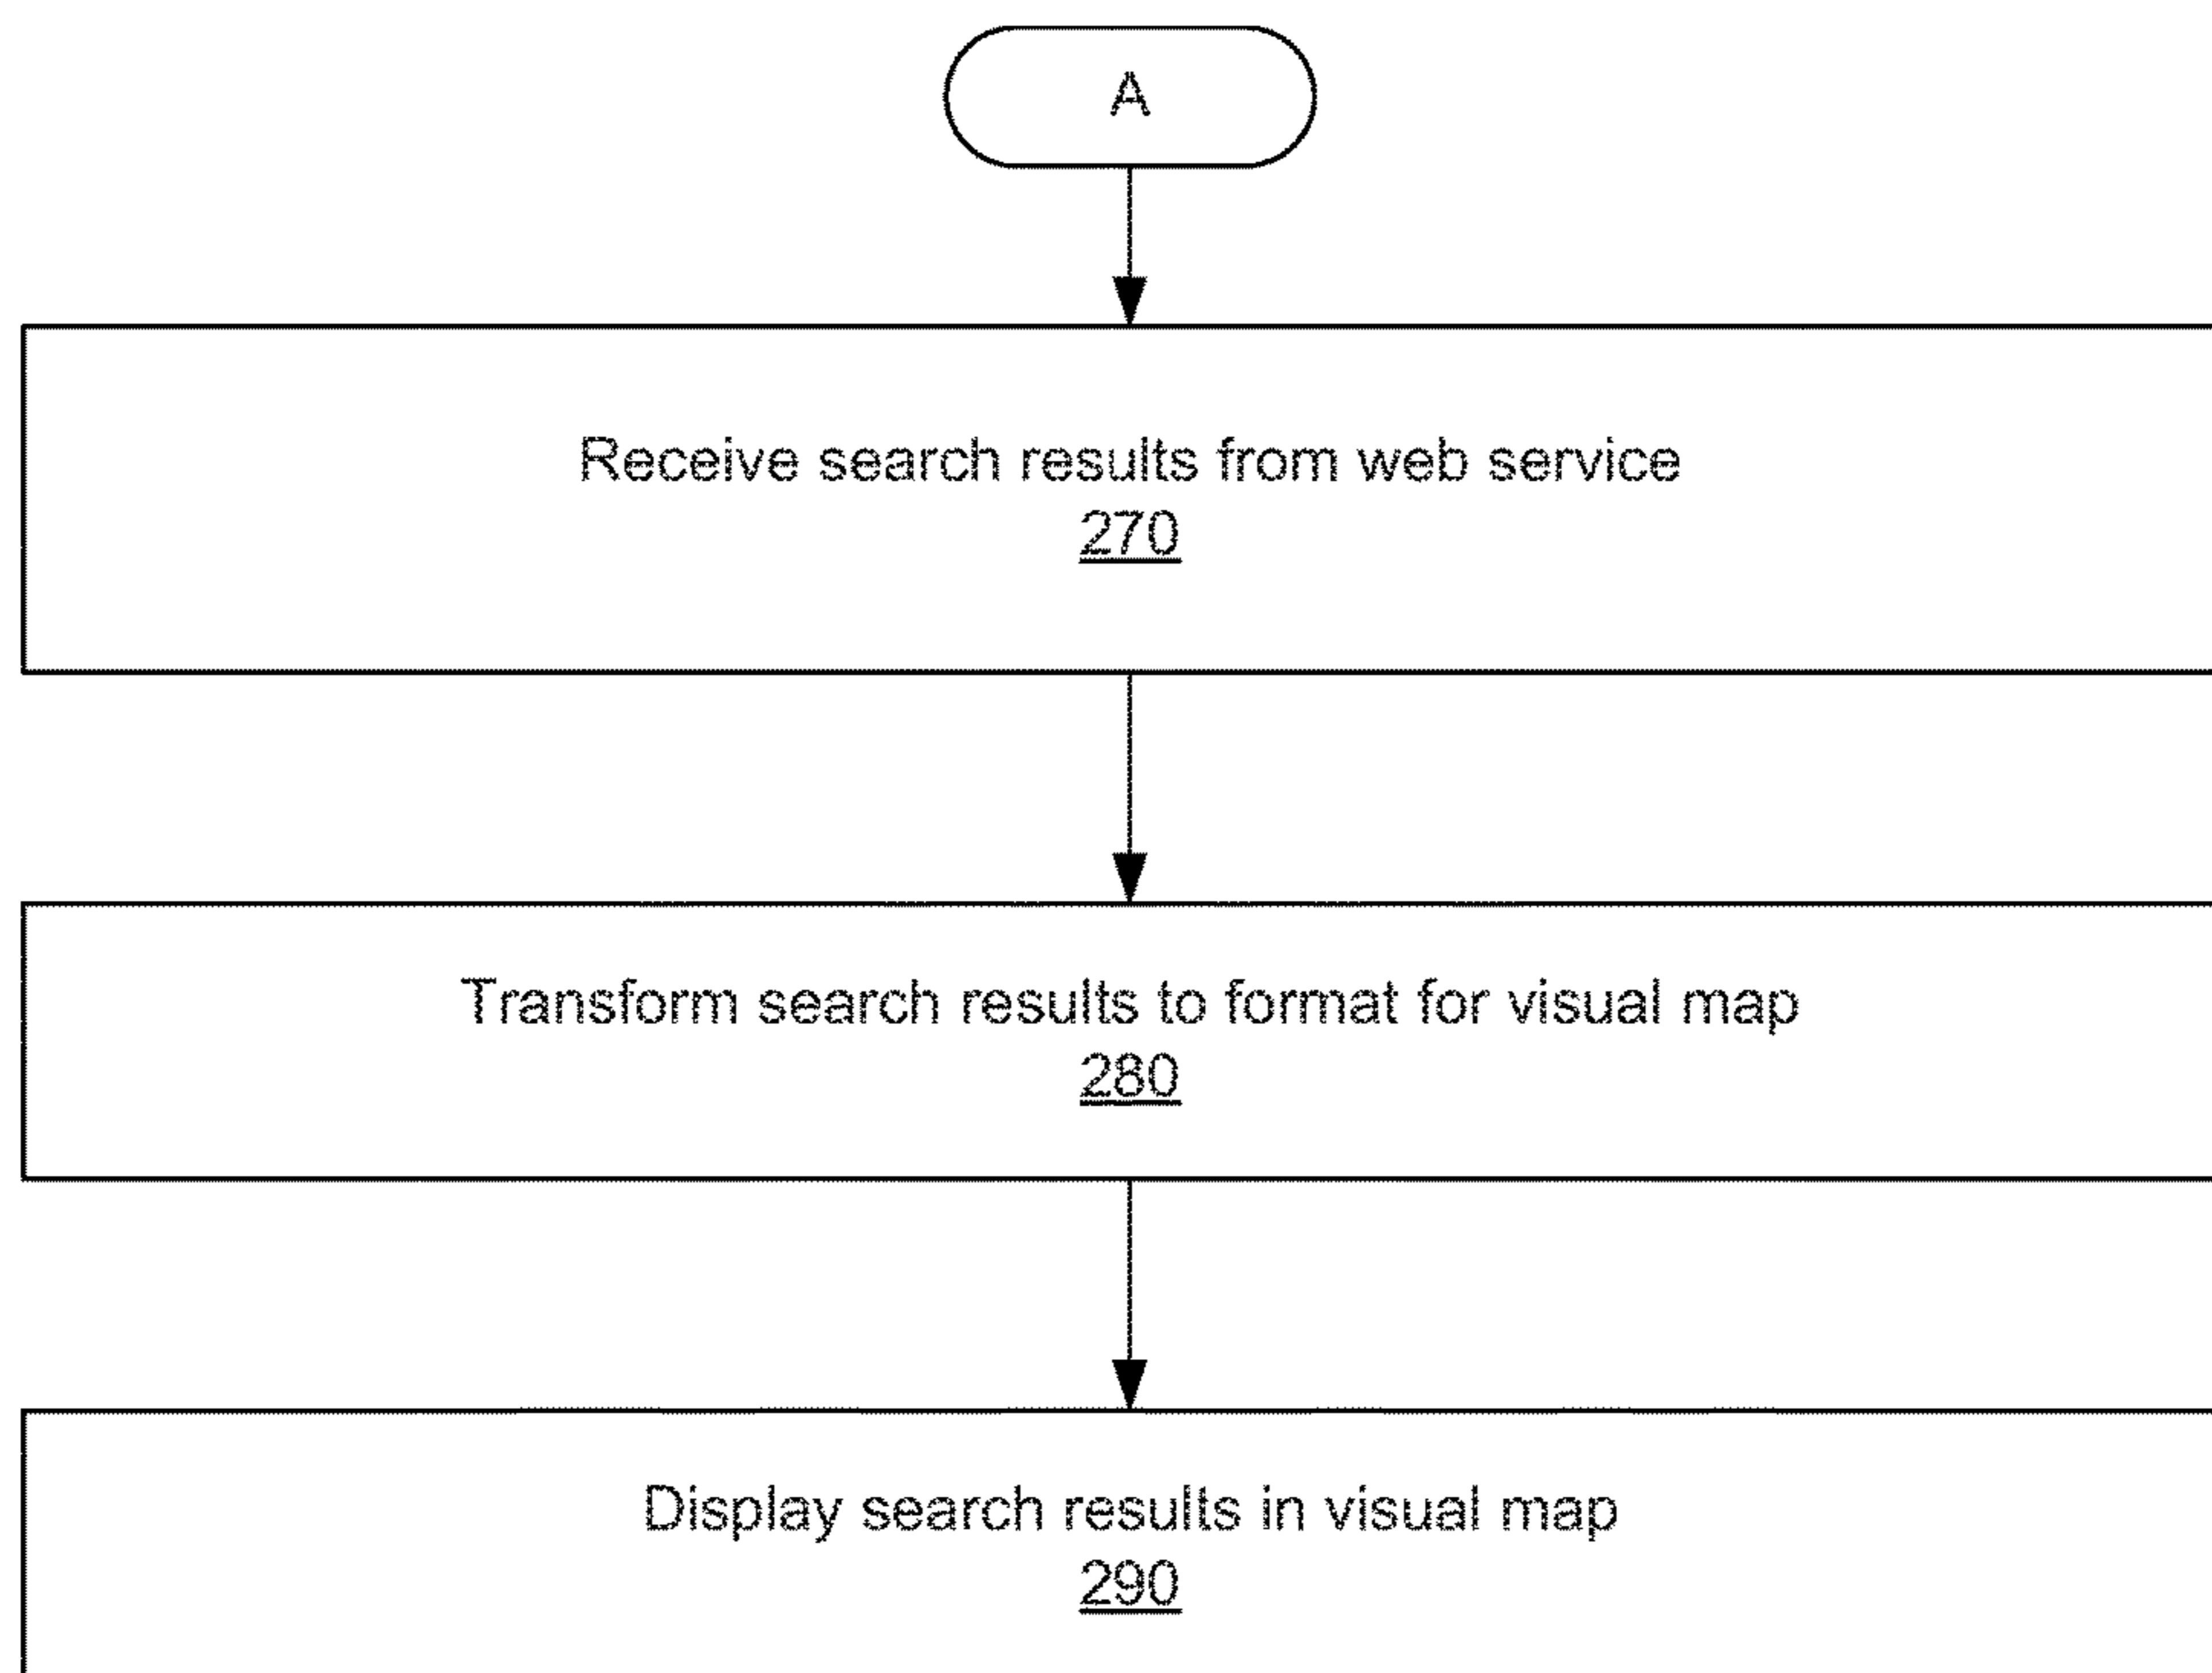 A
Receive search results from web service
270
Transform search results to format for visual map
280
Display search results in visual map
290